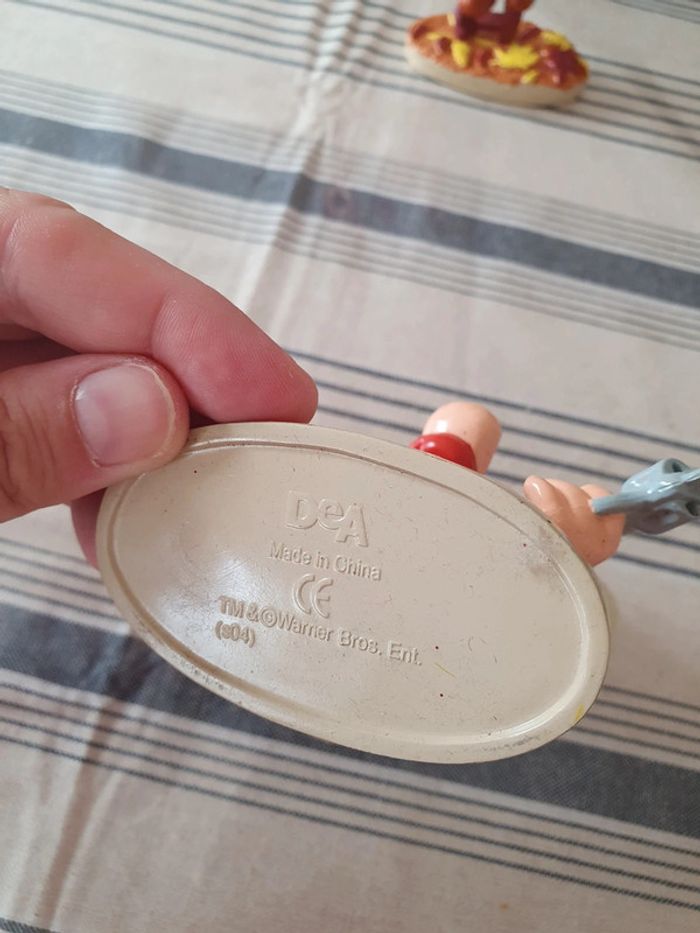 DeA
Made in China
CE
TM & ©Warner Bros. Ent.
(s04)